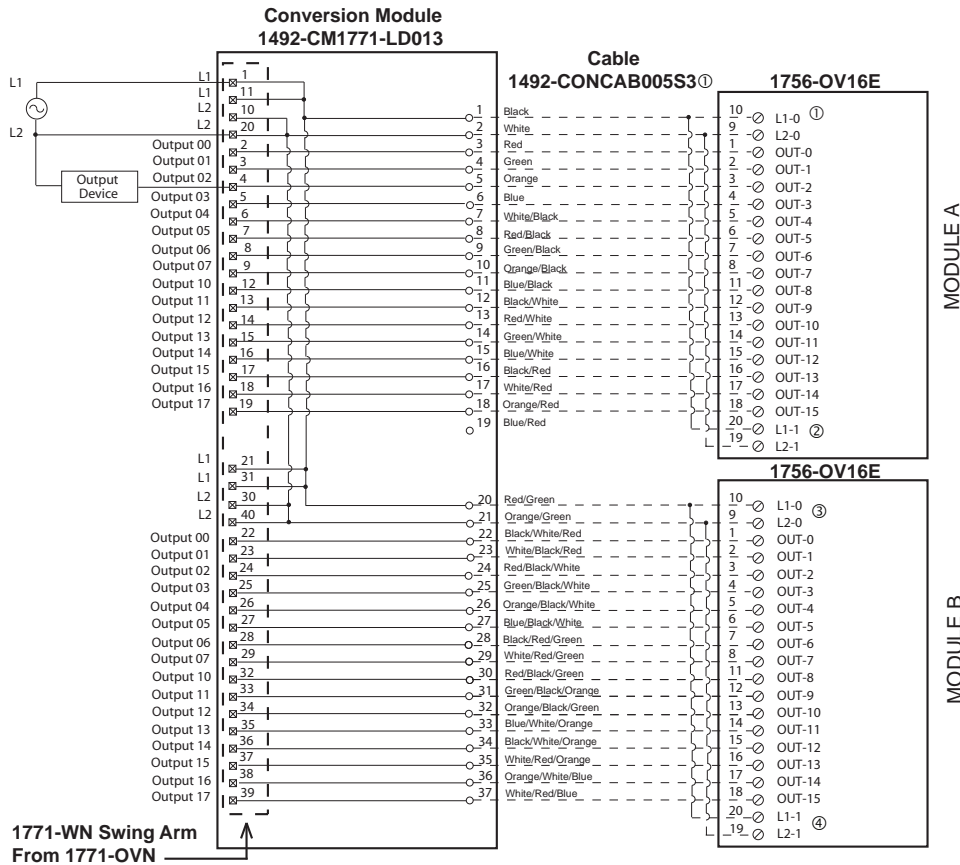 Conversion Module
1492-CM1771-LD013
Cable
1492-CONCAB005S3①
1756-OV16E
L1
L2
Output
Device
L1 1
L1 11
L2 10
L2 20
Output 00 2
Output 01 3
Output 02 4
Output 03 5
Output 04 6
Output 05 7
Output 06 8
Output 07 9
Output 10 12
Output 11 13
Output 12 14
Output 13 15
Output 14 16
Output 15 17
Output 16 18
Output 17 19
1 Black 10 L1-0 ①
2 White 9 L2-0
3 Red 1 OUT-0
4 Green 2 OUT-1
5 Orange 3 OUT-2
6 Blue 4 OUT-3
7 White/Black 5 OUT-4
8 Red/Black 6 OUT-5
9 Green/Black 7 OUT-6
10 Orange/Black 8 OUT-7
11 Blue/Black 11 OUT-8
12 Black/White 12 OUT-9
13 Red/White 13 OUT-10
14 Green/White 14 OUT-11
15 Blue/White 15 OUT-12
16 Black/Red 16 OUT-13
17 White/Red 17 OUT-14
18 Orange/Red 18 OUT-15
19 Blue/Red 20 L1-1 ②
19 L2-1
MODULE A
1756-OV16E
L1 21
L1 31
L2 30
L2 40
Output 00 22
Output 01 23
Output 02 24
Output 03 25
Output 04 26
Output 05 27
Output 06 28
Output 07 29
Output 10 32
Output 11 33
Output 12 34
Output 13 35
Output 14 36
Output 15 37
Output 16 38
Output 17 39
20 Red/Green 10 L1-0 ③
21 Orange/Green 9 L2-0
22 Black/White/Red 1 OUT-0
23 White/Black/Red 2 OUT-1
24 Red/Black/White 3 OUT-2
25 Green/Black/White 4 OUT-3
26 Orange/Black/White 5 OUT-4
27 Blue/Black/White 6 OUT-5
28 Black/Red/Green 7 OUT-6
29 White/Red/Green 8 OUT-7
30 Red/Black/Green 11 OUT-8
31 Green/Black/Orange 12 OUT-9
32 Orange/Black/Green 13 OUT-10
33 Blue/White/Orange 14 OUT-11
34 Black/White/Orange 15 OUT-12
35 White/Red/Orange 16 OUT-13
36 Orange/White/Blue 17 OUT-14
37 White/Red/Blue 18 OUT-15
20 L1-1 ④
19 L2-1
MODULE B
1771-WN Swing Arm
From 1771-OVN